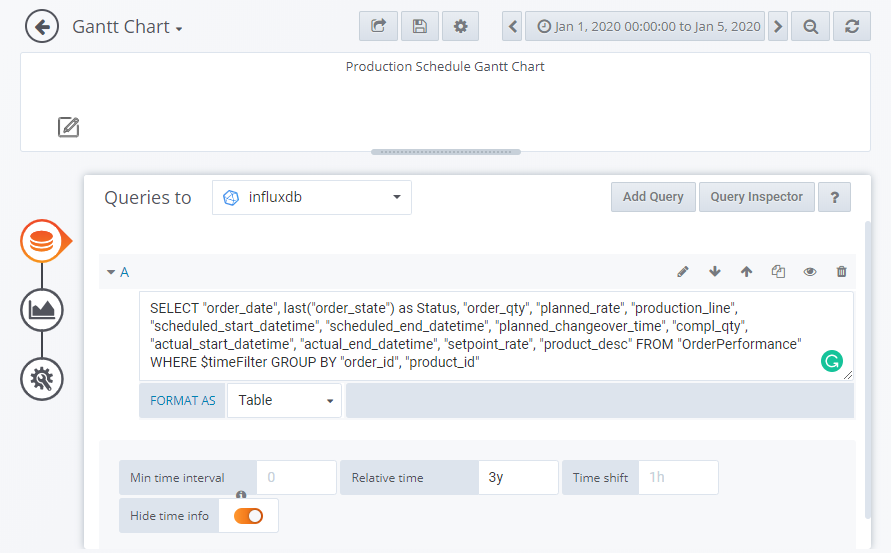 Gantt Chart
Jan 1, 2020 00:00:00 to Jan 5, 2020
Production Schedule Gantt Chart
Queries to
influxdb
Add Query
Query Inspector
?
A
SELECT "order_date", last("order_state") as Status, "order_qty", "planned_rate", "production_line",
"scheduled_start_datetime", "scheduled_end_datetime", "planned_changeover_time", "compl_qty",
"actual_start_datetime", "actual_end_datetime", "setpoint_rate", "product_desc" FROM "OrderPerformance"
WHERE $timeFilter GROUP BY "order_id", "product_id"
FORMAT AS
Table
Min time interval
0
Relative time
3y
Time shift
1h
Hide time info